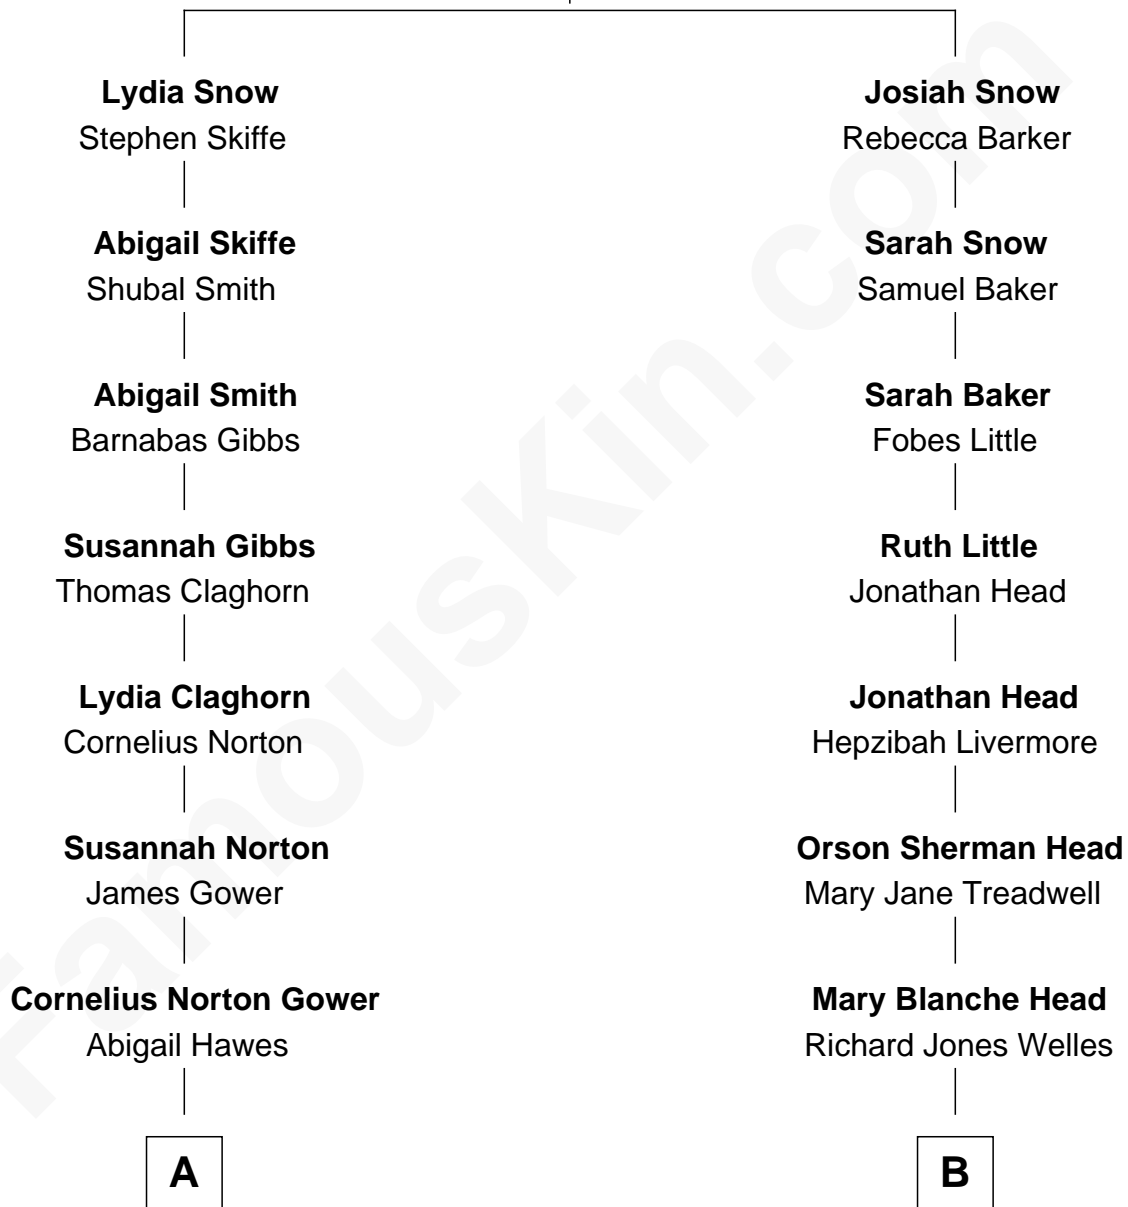 Lydia Snow
Stephen Skiffe
Abigail Skiffe
Shubal Smith
Abigail Smith
Barnabas Gibbs
Susannah Gibbs
Thomas Claghorn
Lydia Claghorn
Cornelius Norton
Susannah Norton
James Gower
Cornelius Norton Gower
Abigail Hawes
A
Josiah Snow
Rebecca Barker
Sarah Snow
Samuel Baker
Sarah Baker
Fobes Little
Ruth Little
Jonathan Head
Jonathan Head
Hepzibah Livermore
Orson Sherman Head
Mary Jane Treadwell
Mary Blanche Head
Richard Jones Welles
B
FamousKin.com